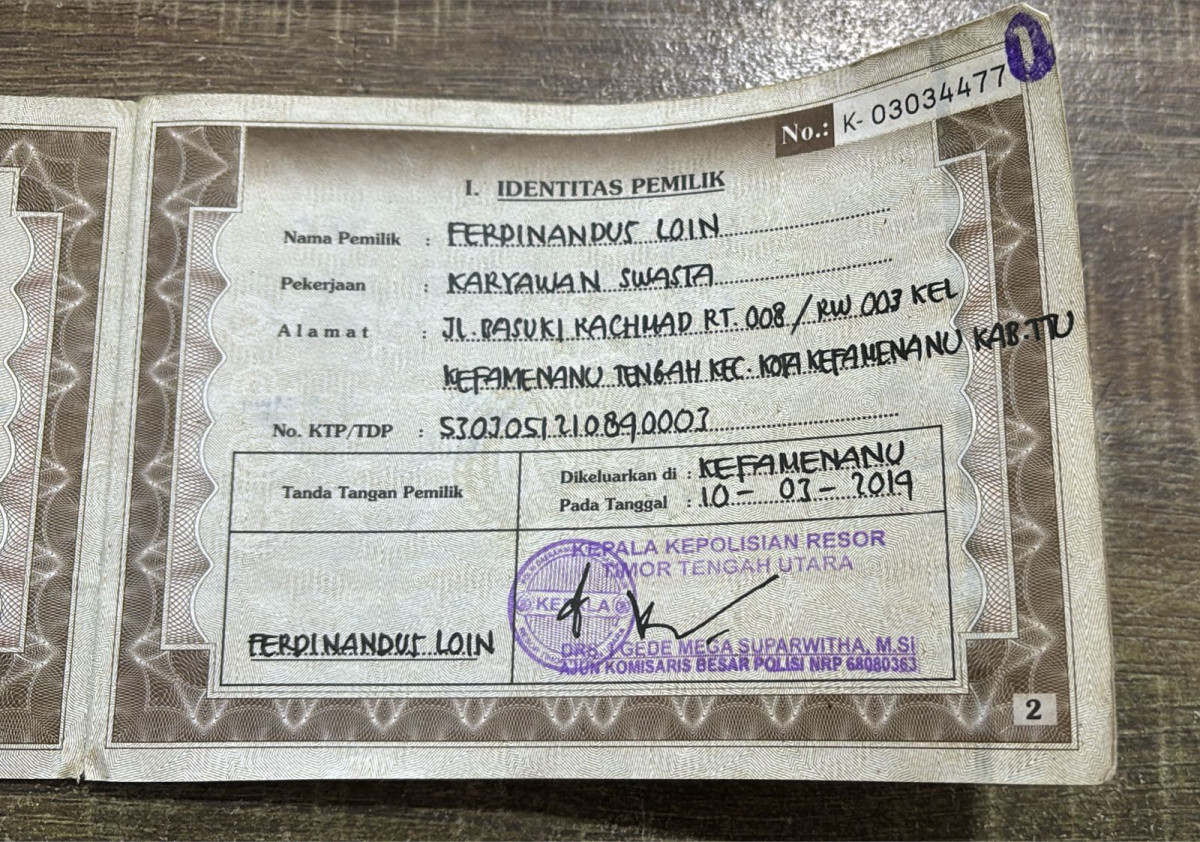 No.: K- 03034477
I. IDENTITAS PEMILIK
Nama Pemilik : FERDINANDUS LOIN
Pekerjaan : KARYAWAN SWASTA
Alamat : JL. BASUKI RACHMAD RT. 008 / RW 003 KEL
KEFAMENANU TENGAH KEC. KOTA KEFAMENANU KAB. TTU
No. KTP/TDP : 5303051210890003
Tanda Tangan Pemilik
Dikeluarkan di : KEFAMENANU
Pada Tanggal : 10 - 03 - 2019
KEPALA KEPOLISIAN RESOR
TIMOR TENGAH UTARA
KEPALA
FERDINANDUS LOIN
DRS. I GEDE MEGA SUPARWITHA, M.Si
AJUN KOMISARIS BESAR POLISI NRP 68080363
2